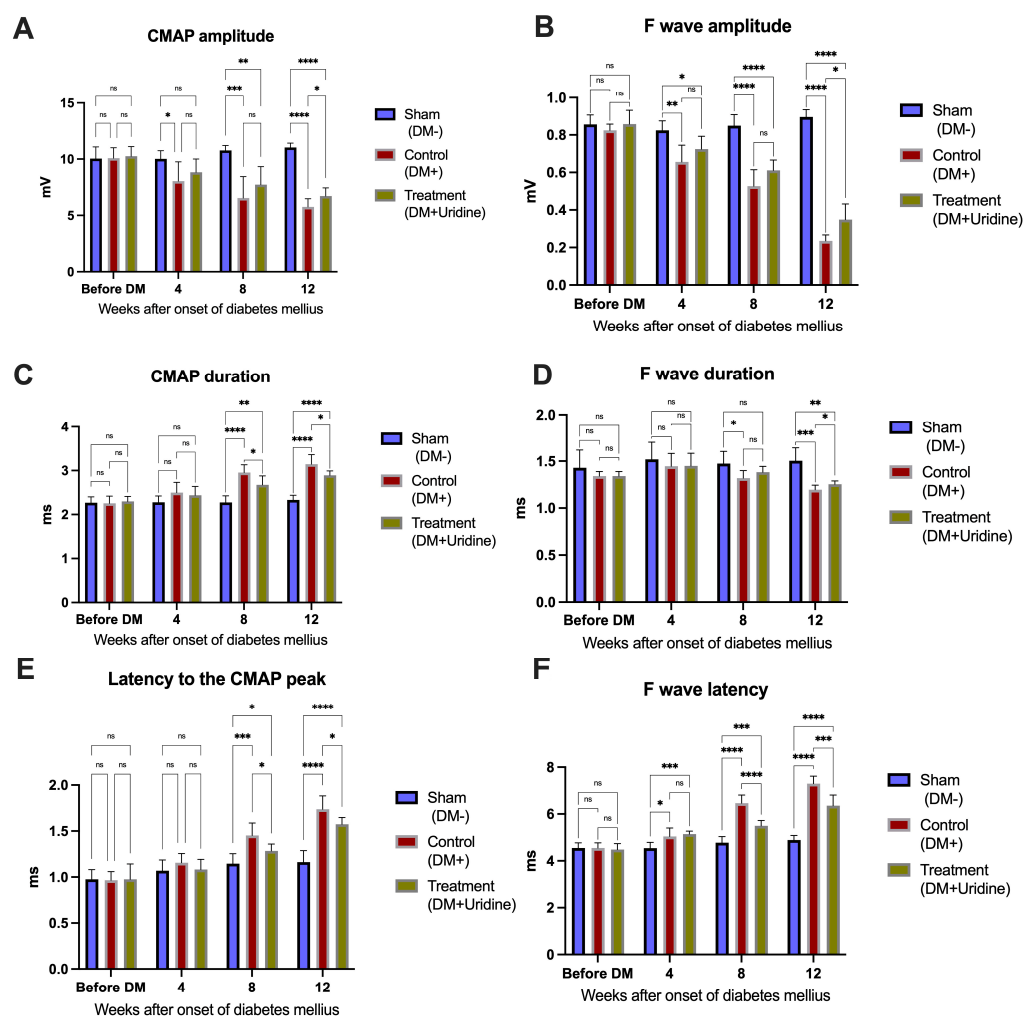 A
CMAP amplitude
ns
ns
ns
ns
*
ns
**
***
ns
****
*
****
15
10
5
0
mV
Before DM 4 8 12
Weeks after onset of diabetes mellius
Sham
(DM-)
Control
(DM+)
Treatment
(DM+Uridine)
B
F wave amplitude
ns
ns
ns
*
ns
**
****
****
ns
****
*
****
1.0
0.8
0.6
0.4
0.2
0.0
mV
Before DM 4 8 12
Weeks after onset of diabetes mellius
Sham
(DM-)
Control
(DM+)
Treatment
(DM+Uridine)
C
CMAP duration
ns
ns
ns
ns
ns
ns
**
****
*
****
*
****
4
3
2
1
0
ms
Before DM 4 8 12
Weeks after onset of diabetes mellius
Sham
(DM-)
Control
(DM+)
Treatment
(DM+Uridine)
D
F wave duration
ns
ns
ns
ns
ns
ns
ns
*
ns
**
*
***
2.0
1.5
1.0
0.5
0.0
ms
Before DM 4 8 12
Weeks after onset of diabetes mellius
Sham
(DM-)
Control
(DM+)
Treatment
(DM+Uridine)
E
Latency to the CMAP peak
ns
ns
ns
ns
ns
ns
*
***
*
****
*
****
2.0
1.5
1.0
0.5
0.0
ms
Before DM 4 8 12
Weeks after onset of diabetes mellius
Sham
(DM-)
Control
(DM+)
Treatment
(DM+Uridine)
F
F wave latency
ns
ns
ns
***
ns
*
***
****
****
****
***
****
8
6
4
2
0
ms
Before DM 4 8 12
Weeks after onset of diabetes mellius
Sham
(DM-)
Control
(DM+)
Treatment
(DM+Uridine)